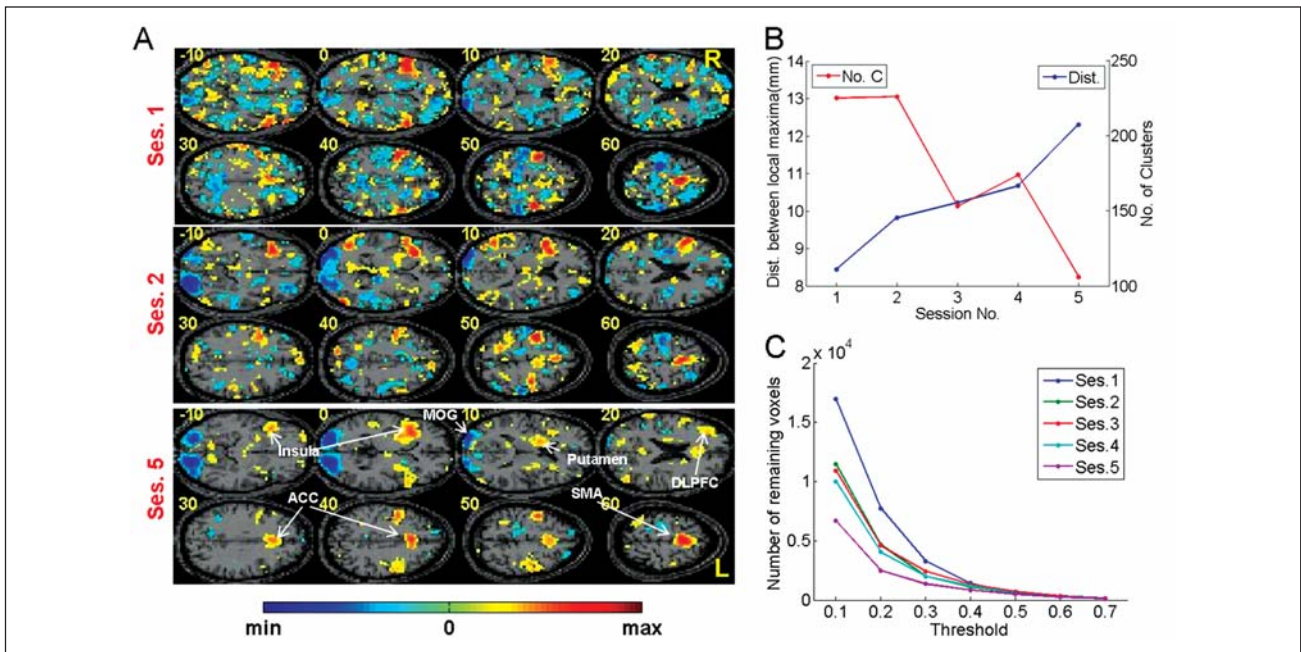 A
-10
0
10
20
R
Ses. 1
30
40
50
60
-10
0
10
20
Ses. 2
30
40
50
60
-10
0
10
20
MOG
Insula
Putamen
DLPFC
Ses. 5
30
40
50
60
ACC
SMA
L
min
0
max
B
No. C
Dist.
Dist. between local maxima(mm)
14
13
12
11
10
9
8
250
200
150
100
No. of Clusters
1 2 3 4 5
Session No.
C
x 10^4
2
1.5
1
0.5
0
Number of remaining voxels
Ses.1
Ses.2
Ses.3
Ses.4
Ses.5
0.1 0.2 0.3 0.4 0.5 0.6 0.7
Threshold